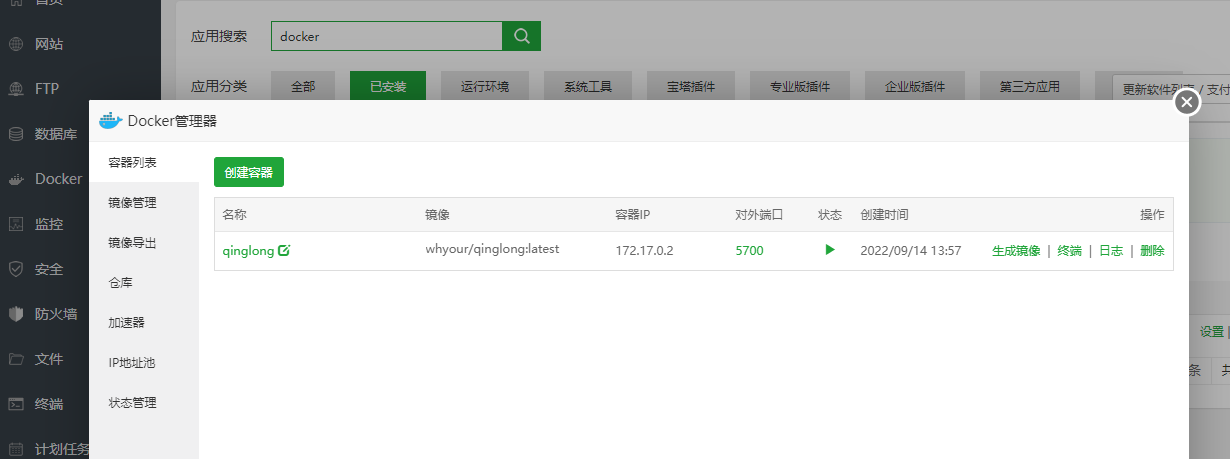 首页
应用搜索
docker
网站
FTP
应用分类
全部
已安装
运行环境
系统工具
宝塔插件
专业版插件
企业版插件
第三方应用
更新软件列表 / 支付
Docker管理器
数据库
容器列表
创建容器
Docker
镜像管理
名称
镜像
容器IP
对外端口
状态
创建时间
操作
监控
镜像导出
qinglong
whyour/qinglong:latest
172.17.0.2
5700
2022/09/14 13:57
生成镜像 | 终端 | 日志 | 删除
安全
仓库
防火墙
加速器
设置 |
文件
IP地址池
条
共
终端
状态管理
计划任务